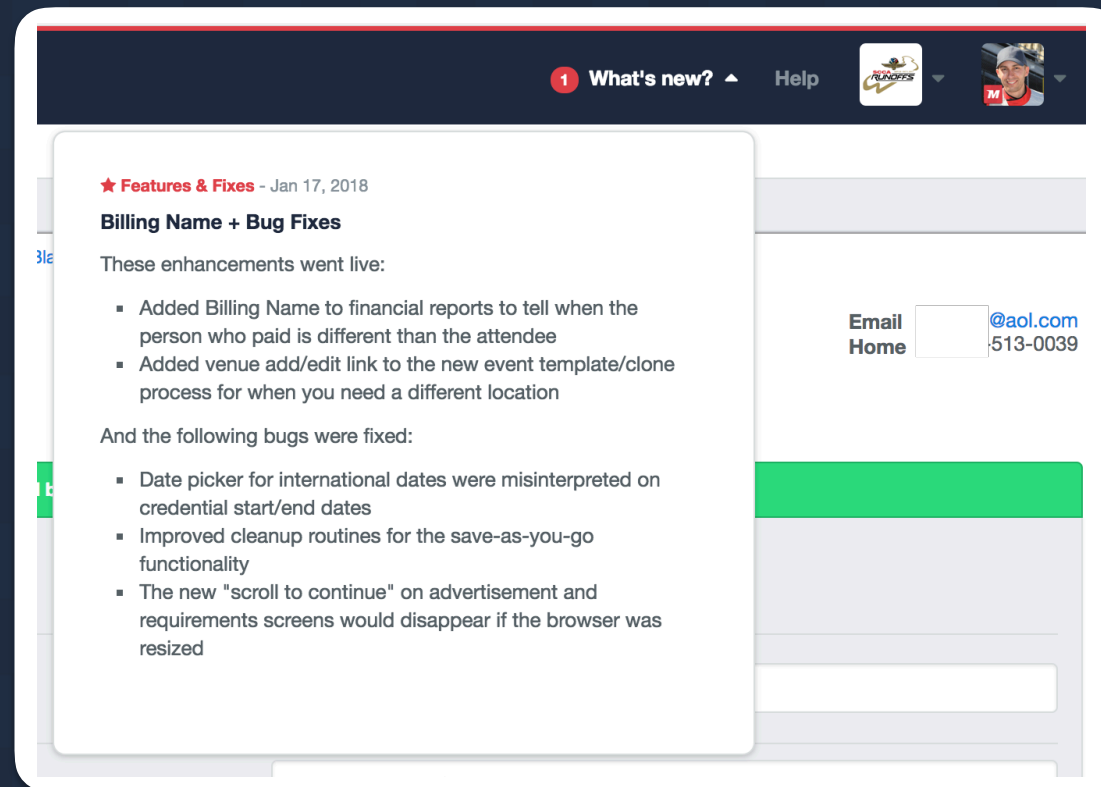 1 What's new? Help
SCCA
RUNOFFS
M
Features & Fixes - Jan 17, 2018
Billing Name + Bug Fixes
These enhancements went live:
Added Billing Name to financial reports to tell when the
person who paid is different than the attendee
Added venue add/edit link to the new event template/clone
process for when you need a different location
And the following bugs were fixed:
Date picker for international dates were misinterpreted on
credential start/end dates
Improved cleanup routines for the save-as-you-go
functionality
The new "scroll to continue" on advertisement and
requirements screens would disappear if the browser was
resized
Email @aol.com
Home -513-0039